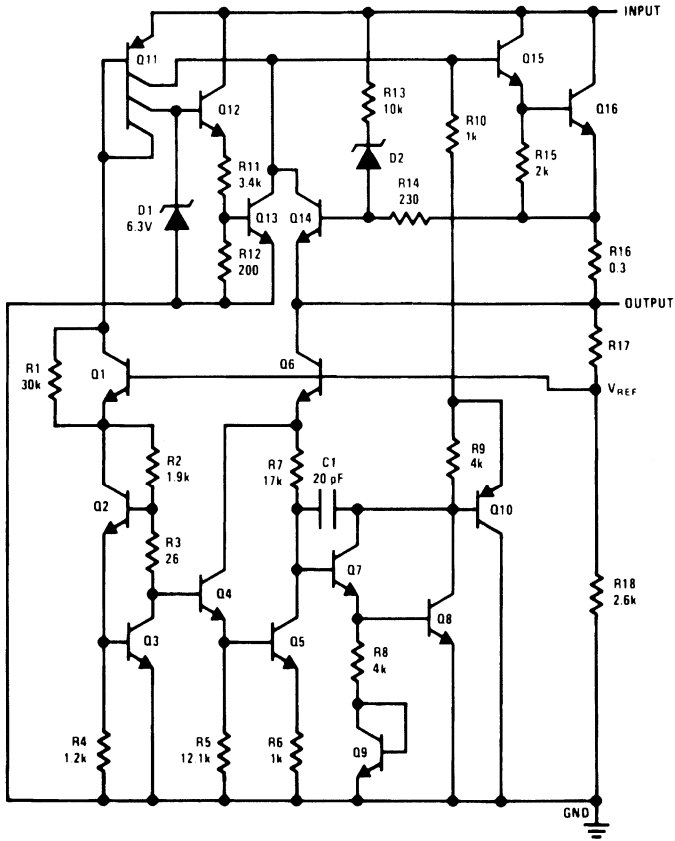 INPUT
Q11
Q15
Q12
R13
10k
Q16
R10
1k
D2
R15
2k
R11
3.4k
R14
230
D1
6.3V
Q13
Q14
R12
200
R16
0.3
OUTPUT
R17
R1
30k
Q1
Q6
VREF
R2
1.9k
R7
17k
C1
20 pF
R9
4k
Q2
Q10
R3
26
Q7
Q4
R18
2.6k
Q8
Q3
Q5
R8
4k
R4
1.2k
R5
12.1k
R6
1k
Q9
GND